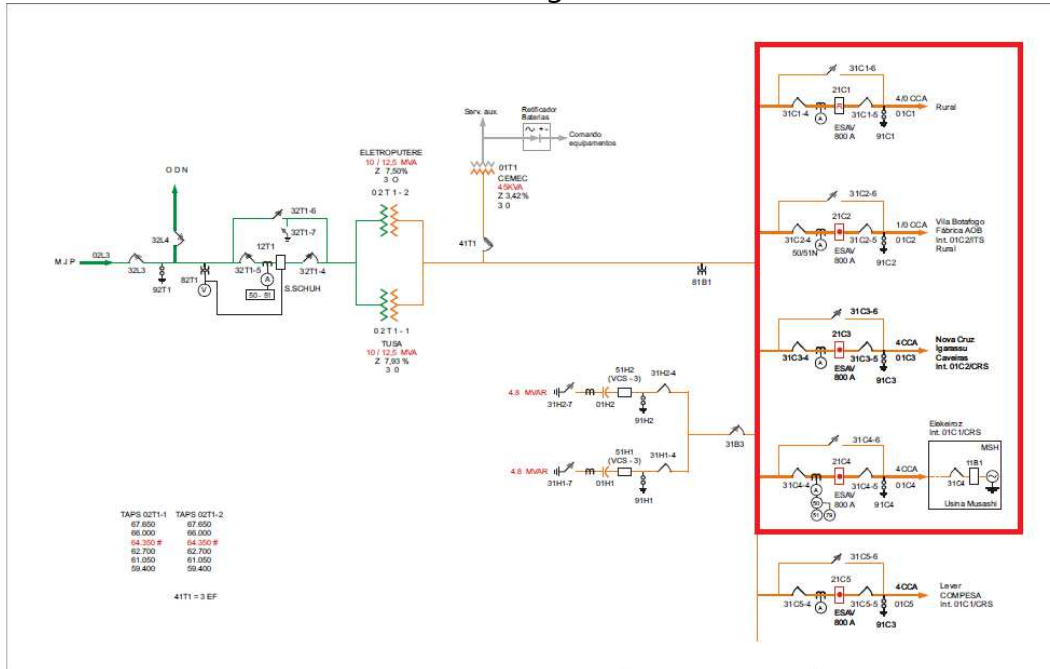 O D N
M.J.P
02L3
32L3
32L4
92T1
82T1
V
32T1-6
32T1-7
12T1
32T1-5
A
32T1-4
50 - 51
S.SCHUH
ELETROPUTERE
10 / 12,5 MVA
Z 7,50%
3 O
02T1-2
02T1-1
TUSA
10 / 12,5 MVA
Z 7,93%
3 0
Serv. aux.
Retificador
Baterias
Comando
equipamentos
01T1
CEMEC
45KVA
Z 3,42%
3 0
41T1
81B1
31C1-6
21C1
4/0 CCA
Rural
31C1-4
A
ESAV
800 A
31C1-5
01C1
91C1
31C2-6
21C2
1/0 CCA
Vila Botafogo
Fábrica AOB
Int. 01C2/ITS
Rural
31C2-4
A
50/51N
ESAV
800 A
31C2-5
01C2
91C2
31C3-6
21C3
4CCA
Nova Cruz
Igarassu
Caveiras
Int. 01C2/CRS
31C3-4
A
ESAV
800 A
31C3-5
01C3
91C3
31C4-6
21C4
4CCA
Elekeiroz
Int. 01C1/CRS
MSH
11B1
31C4
Usina Musashi
31C4-4
A
50
51
79
ESAV
800 A
31C4-5
01C4
91C4
31C5-6
21C5
4CCA
Lever
COMPESA
Int. 01C1/CRS
31C5-4
A
ESAV
800 A
31C5-5
01C5
91C3
51H2
(VCS - 3)
31H2-4
4.8 MVAR
31H2-7
01H2
91H2
31B3
51H1
(VCS - 3)
31H1-4
4.8 MVAR
31H1-7
01H1
91H1
TAPS 02T1-1 TAPS 02T1-2
67.650 67.650
66.000 66.000
64.350 # 64.350 #
62.700 62.700
61.050 61.050
59.400 59.400
41T1 = 3 EF